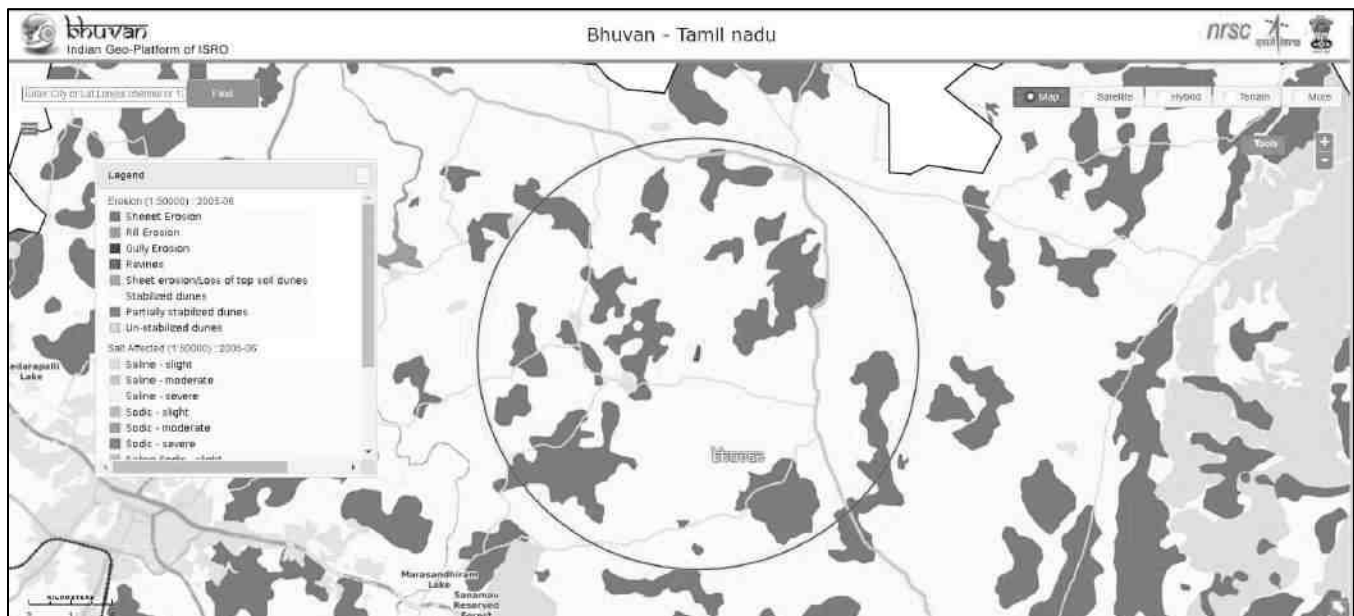 bhuvan
Indian Geo-Platform of ISRO
Bhuvan - Tamil nadu
nrsc
Find
Map
Satellite
Hybrid
Terrain
More
Tools
+
-
Legend
Erosion (1:50000) : 2005-06
Sheeet Erosion
Rill Erosion
Gully Erosion
Ravines
Sheet erosion/Loss of top soil dunes
Stabilized dunes
Partially stabilized dunes
Un-stabilized dunes
Salt Affected (1:50000) : 2005-06
Saline - slight
Saline - moderate
Saline - severe
Sodic - slight
Sodic - moderate
Sodic - severe
Lake
Marasandhiram
Lake
Sanamav
Reserved
Forest
KILOMETERS